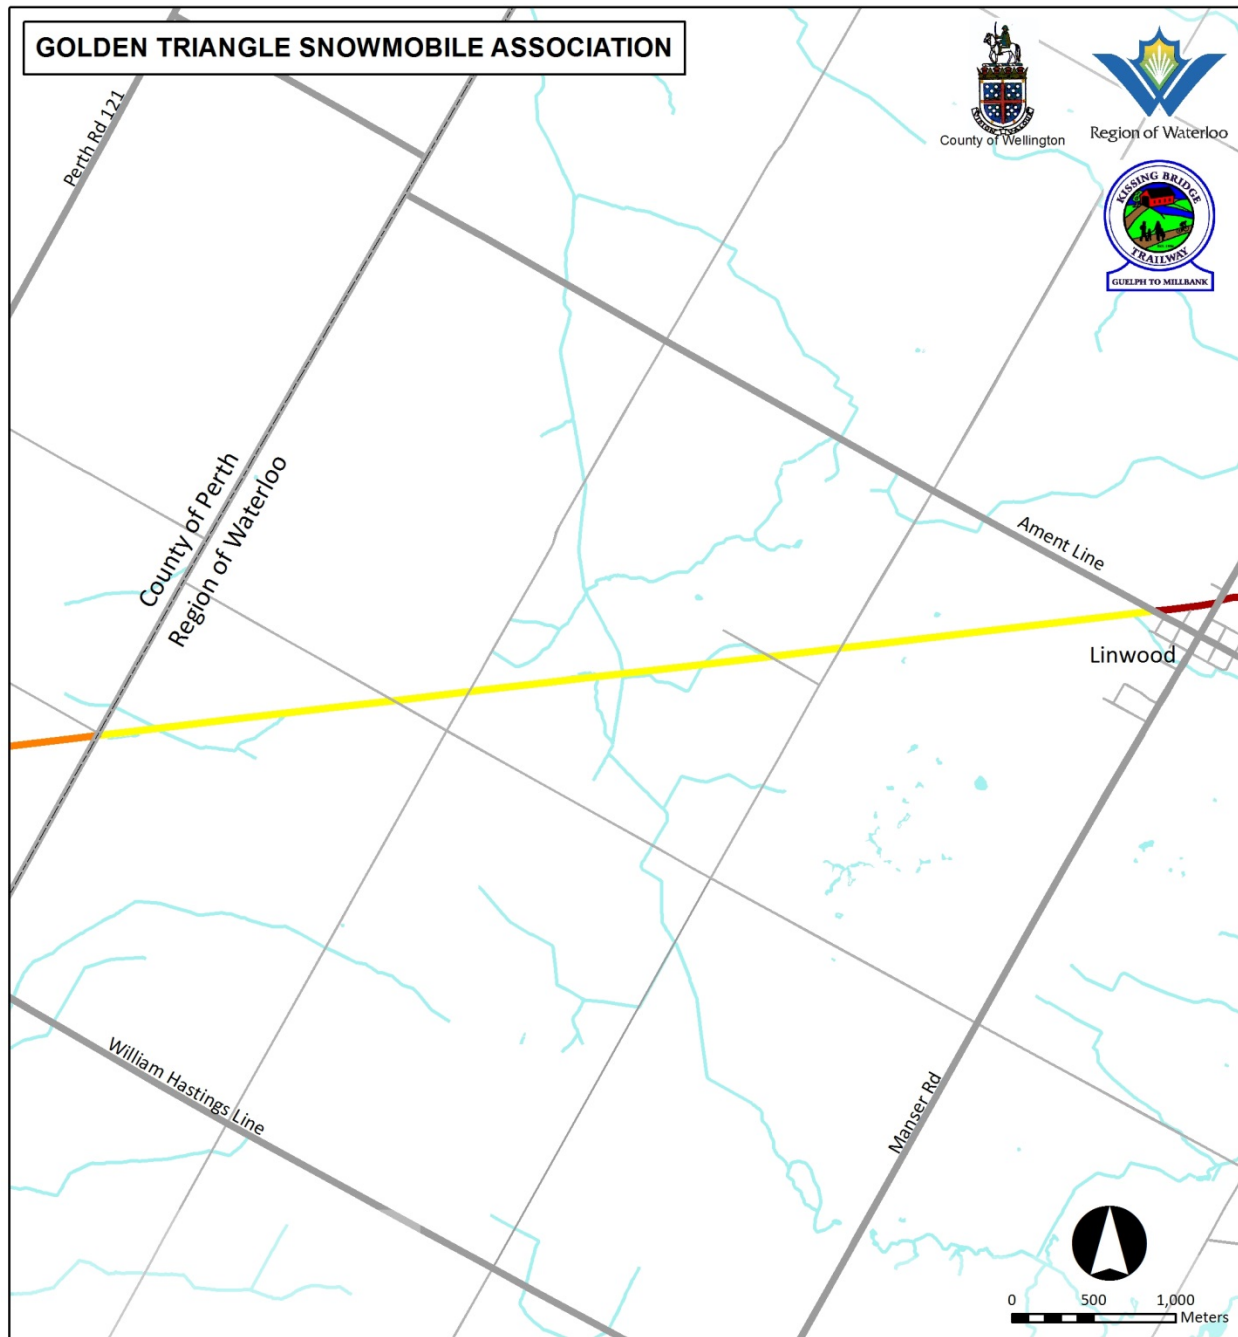 GOLDEN TRIANGLE SNOWMOBILE ASSOCIATION
County of Wellington
Region of Waterloo
KISSING BRIDGE
TRAILWAY
GUELPH TO MILLBANK
Perth Rd 121
County of Perth
Region of Waterloo
Ament Line
Linwood
William Hastings Line
Manser Rd
0 500 1,000
Meters